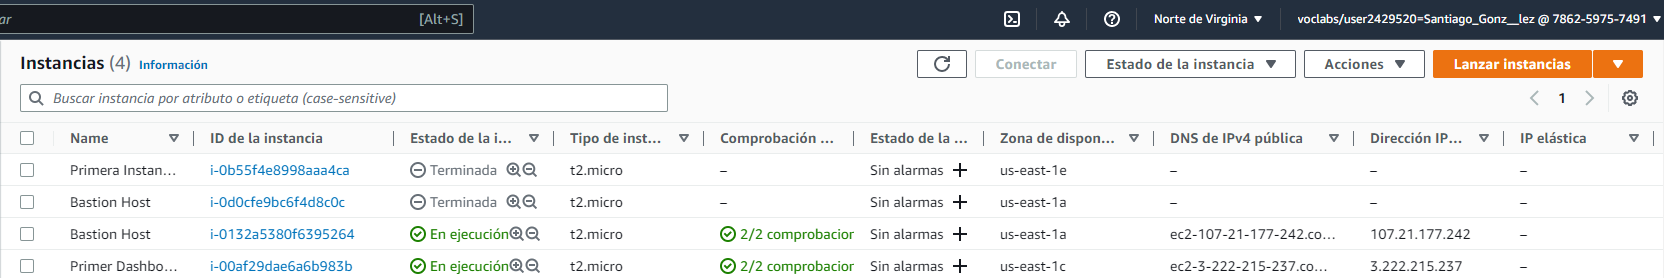 ar [Alt+S] Norte de Virginia voclabs/user2429520=Santiago_Gonz__lez @ 7862-5975-7491
Instancias (4) Información Conectar Estado de la instancia Acciones Lanzar instancias
Buscar instancia por atributo o etiqueta (case-sensitive) 1
Name ID de la instancia Estado de la i... Tipo de inst... Comprobación ... Estado de la ... Zona de dispon... DNS de IPv4 pública Dirección IP... IP elástica
Primera Instan... i-0b55f4e8998aaa4ca Terminada t2.micro – Sin alarmas us-east-1e – – –
Bastion Host i-0d0cfe9bc6f4d8c0c Terminada t2.micro – Sin alarmas us-east-1a – – –
Bastion Host i-0132a5380f6395264 En ejecución t2.micro 2/2 comprobacior Sin alarmas us-east-1a ec2-107-21-177-242.co... 107.21.177.242 –
Primer Dashbo... i-00af29dae6a6b983b En ejecución t2.micro 2/2 comprobacior Sin alarmas us-east-1c ec2-3-222-215-237.co... 3.222.215.237 –